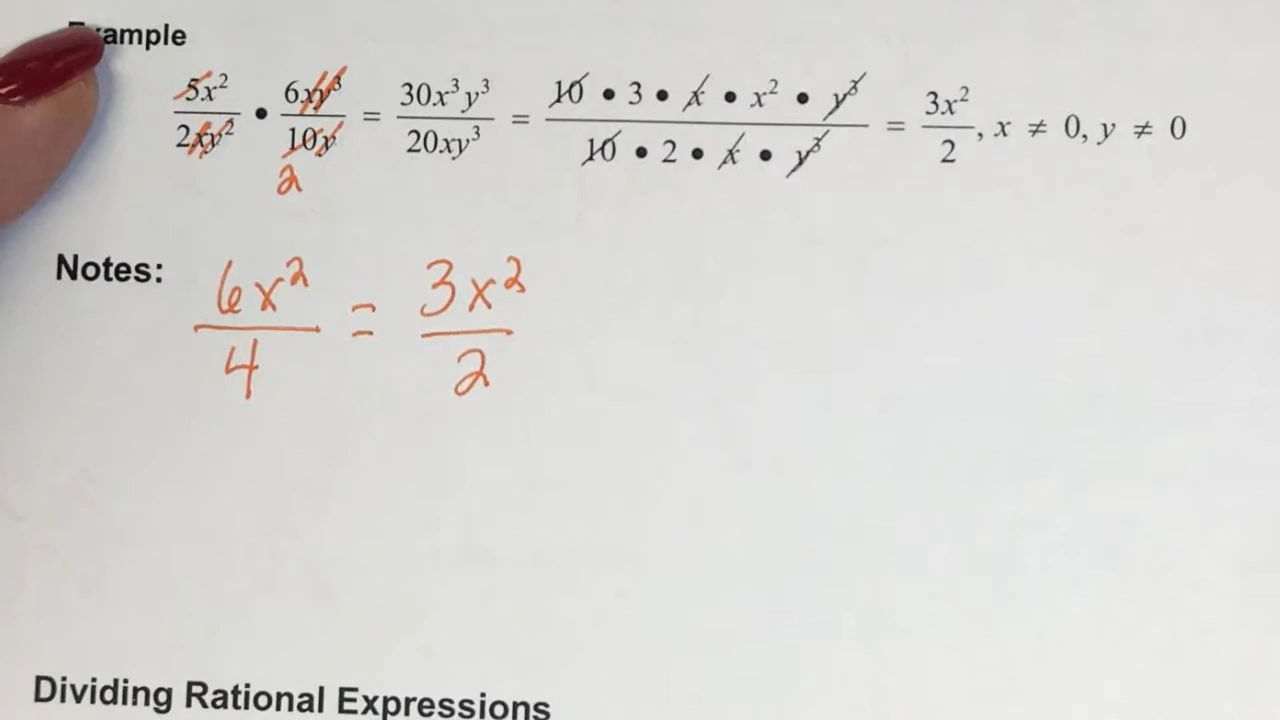 Example
5x²/2xy² • 6xy³/10y = 30x³y³/20xy³ = 10 • 3 • x • x² • y³/10 • 2 • x • y³ = 3x²/2, x ≠ 0, y ≠ 0
2
Notes: 6x²/4 = 3x²/2
Dividing Rational Expressions